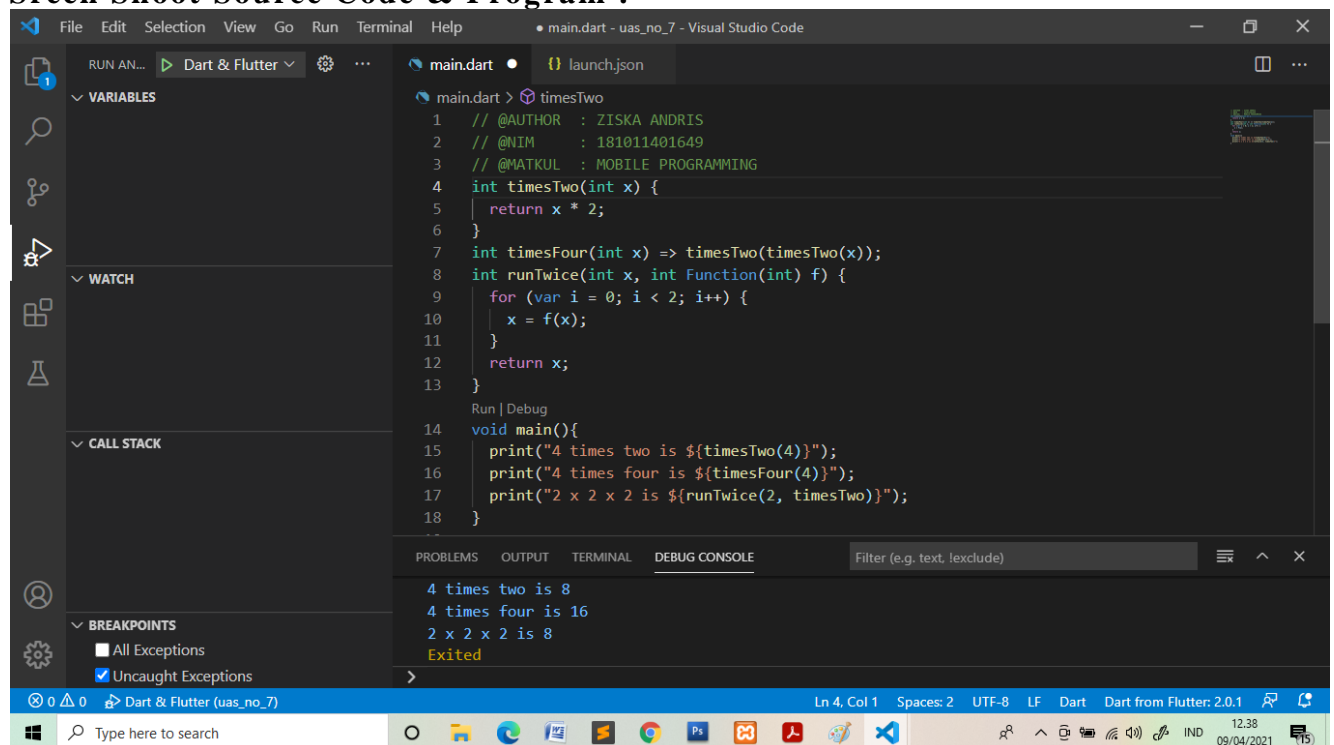 Sreen Shoot Source Code & Program :
File Edit Selection View Go Run Terminal Help ● main.dart - uas_no_7 - Visual Studio Code
RUN AN... Dart & Flutter
main.dart ● {} launch.json
VARIABLES
main.dart > timesTwo
1 // @AUTHOR : ZISKA ANDRIS
2 // @NIM : 181011401649
3 // @MATKUL : MOBILE PROGRAMMING
4 int timesTwo(int x) {
5 return x * 2;
6 }
7 int timesFour(int x) => timesTwo(timesTwo(x));
8 int runTwice(int x, int Function(int) f) {
9 for (var i = 0; i < 2; i++) {
10 x = f(x);
11 }
12 return x;
13 }
Run | Debug
14 void main(){
15 print("4 times two is ${timesTwo(4)}");
16 print("4 times four is ${timesFour(4)}");
17 print("2 x 2 x 2 is ${runTwice(2, timesTwo)}");
18 }
WATCH
CALL STACK
BREAKPOINTS
All Exceptions
Uncaught Exceptions
PROBLEMS OUTPUT TERMINAL DEBUG CONSOLE Filter (e.g. text, !exclude)
4 times two is 8
4 times four is 16
2 x 2 x 2 is 8
Exited
>
1
0 0 Dart & Flutter (uas_no_7) Ln 4, Col 1 Spaces: 2 UTF-8 LF Dart Dart from Flutter: 2.0.1
Type here to search
Ps
IND
12.38
09/04/2021
15